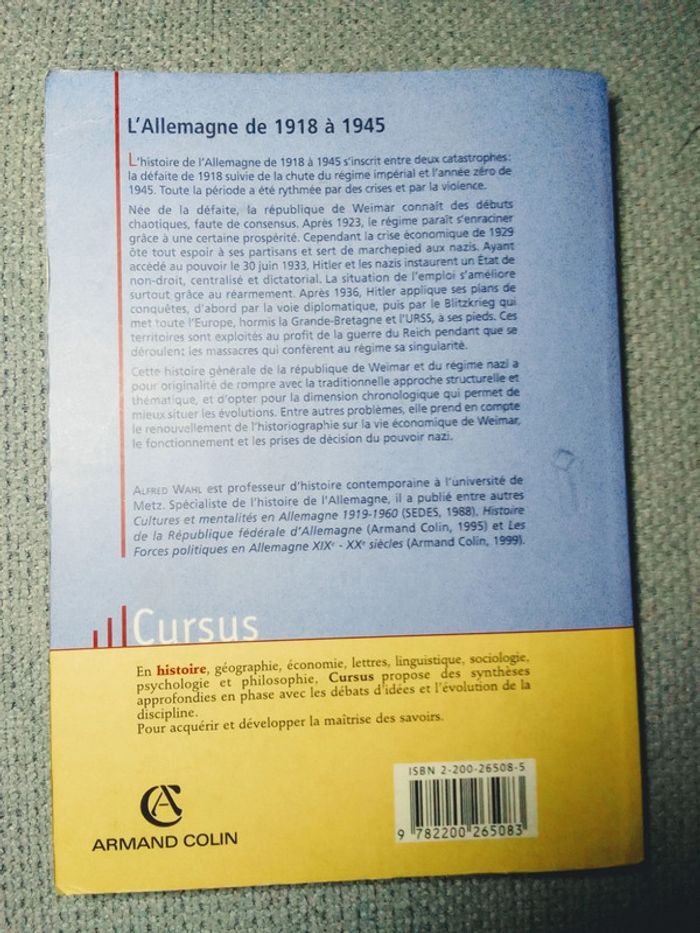 L'Allemagne de 1918 à 1945
L'histoire de l'Allemagne de 1918 à 1945 s'inscrit entre deux catastrophes :
la défaite de 1918 suivie de la chute du régime impérial et l'année zéro de
1945. Toute la période a été rythmée par des crises et par la violence.
Née de la défaite, la république de Weimar connaît des débuts
chaotiques, faute de consensus. Après 1923, le régime paraît s'enraciner
grâce à une certaine prospérité. Cependant la crise économique de 1929
ôte tout espoir à ses partisans et sert de marchepied aux nazis. Ayant
accédé au pouvoir le 30 juin 1933, Hitler et les nazis instaurent un État de
non-droit, centralisé et dictatorial. La situation de l'emploi s'améliore
surtout grâce au réarmement. Après 1936, Hitler applique ses plans de
conquêtes, d'abord par la voie diplomatique, puis par le Blitzkrieg qui
met toute l'Europe, hormis la Grande-Bretagne et l'URSS, à ses pieds. Ces
territoires sont exploités au profit de la guerre du Reich pendant que se
déroulent les massacres qui confèrent au régime sa singularité.
Cette histoire générale de la république de Weimar et du régime nazi a
pour originalité de rompre avec la traditionnelle approche structurelle et
thématique, et d'opter pour la dimension chronologique qui permet de
mieux situer les évolutions. Entre autres problèmes, elle prend en compte
le renouvellement de l'historiographie sur la vie économique de Weimar,
le fonctionnement et les prises de décision du pouvoir nazi.
ALFRED WAHL est professeur d'histoire contemporaine à l'université de
Metz. Spécialiste de l'histoire de l'Allemagne, il a publié entre autres
Cultures et mentalités en Allemagne 1919-1960 (SEDES, 1988), Histoire
de la République fédérale d'Allemagne (Armand Colin, 1995) et Les
Forces politiques en Allemagne XIXe - XXe siècles (Armand Colin, 1999).
Cursus
En histoire, géographie, économie, lettres, linguistique, sociologie,
psychologie et philosophie, Cursus propose des synthèses
approfondies en phase avec les débats d'idées et l'évolution de la
discipline.
Pour acquérir et développer la maîtrise des savoirs.
ISBN 2-200-26508-5
9 782200 265083
AC
ARMAND COLIN